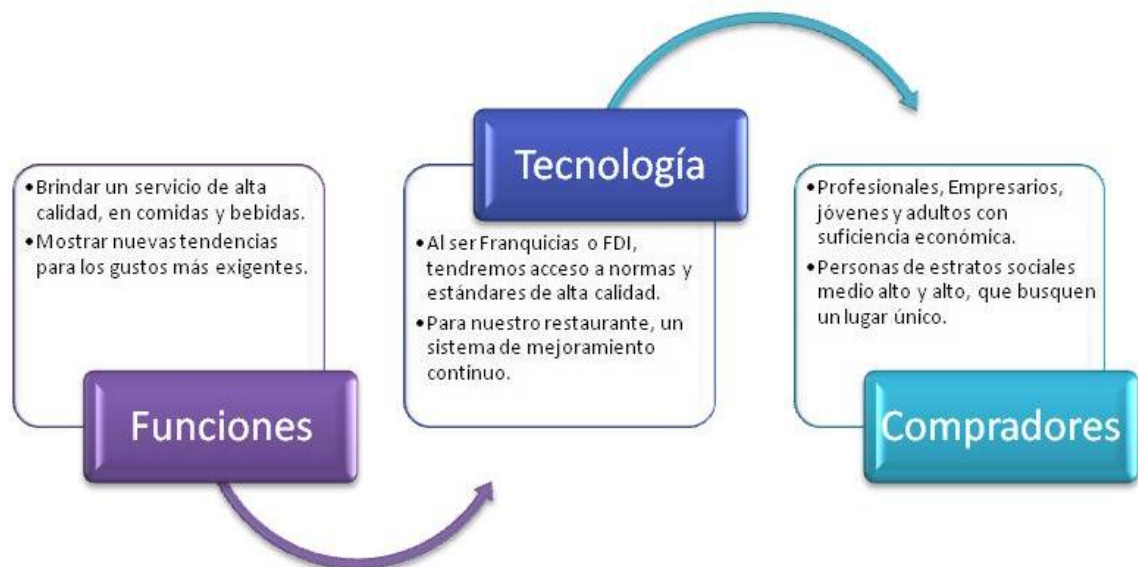 • Brindar un servicio de alta
calidad, en comidas y bebidas.
• Mostrar nuevas tendencias
para los gustos más exigentes.
Funciones
Tecnología
• Al ser Franquicias o FDI,
tendremos acceso a normas y
estándares de alta calidad.
• Para nuestro restaurante, un
sistema de mejoramiento
continuo.
• Profesionales, Empresarios,
jóvenes y adultos con
suficiencia económica.
• Personas de estratos sociales
medio alto y alto, que busquen
un lugar único.
Compradores